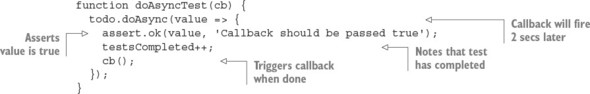 function doAsyncTest(cb) {
todo.doAsync(value => {
Callback will fire
2 secs later
assert.ok(value, 'Callback should be passed true');
Asserts
value is true
testsCompleted++;
Notes that test
has completed
cb();
Triggers callback
when done
});
}